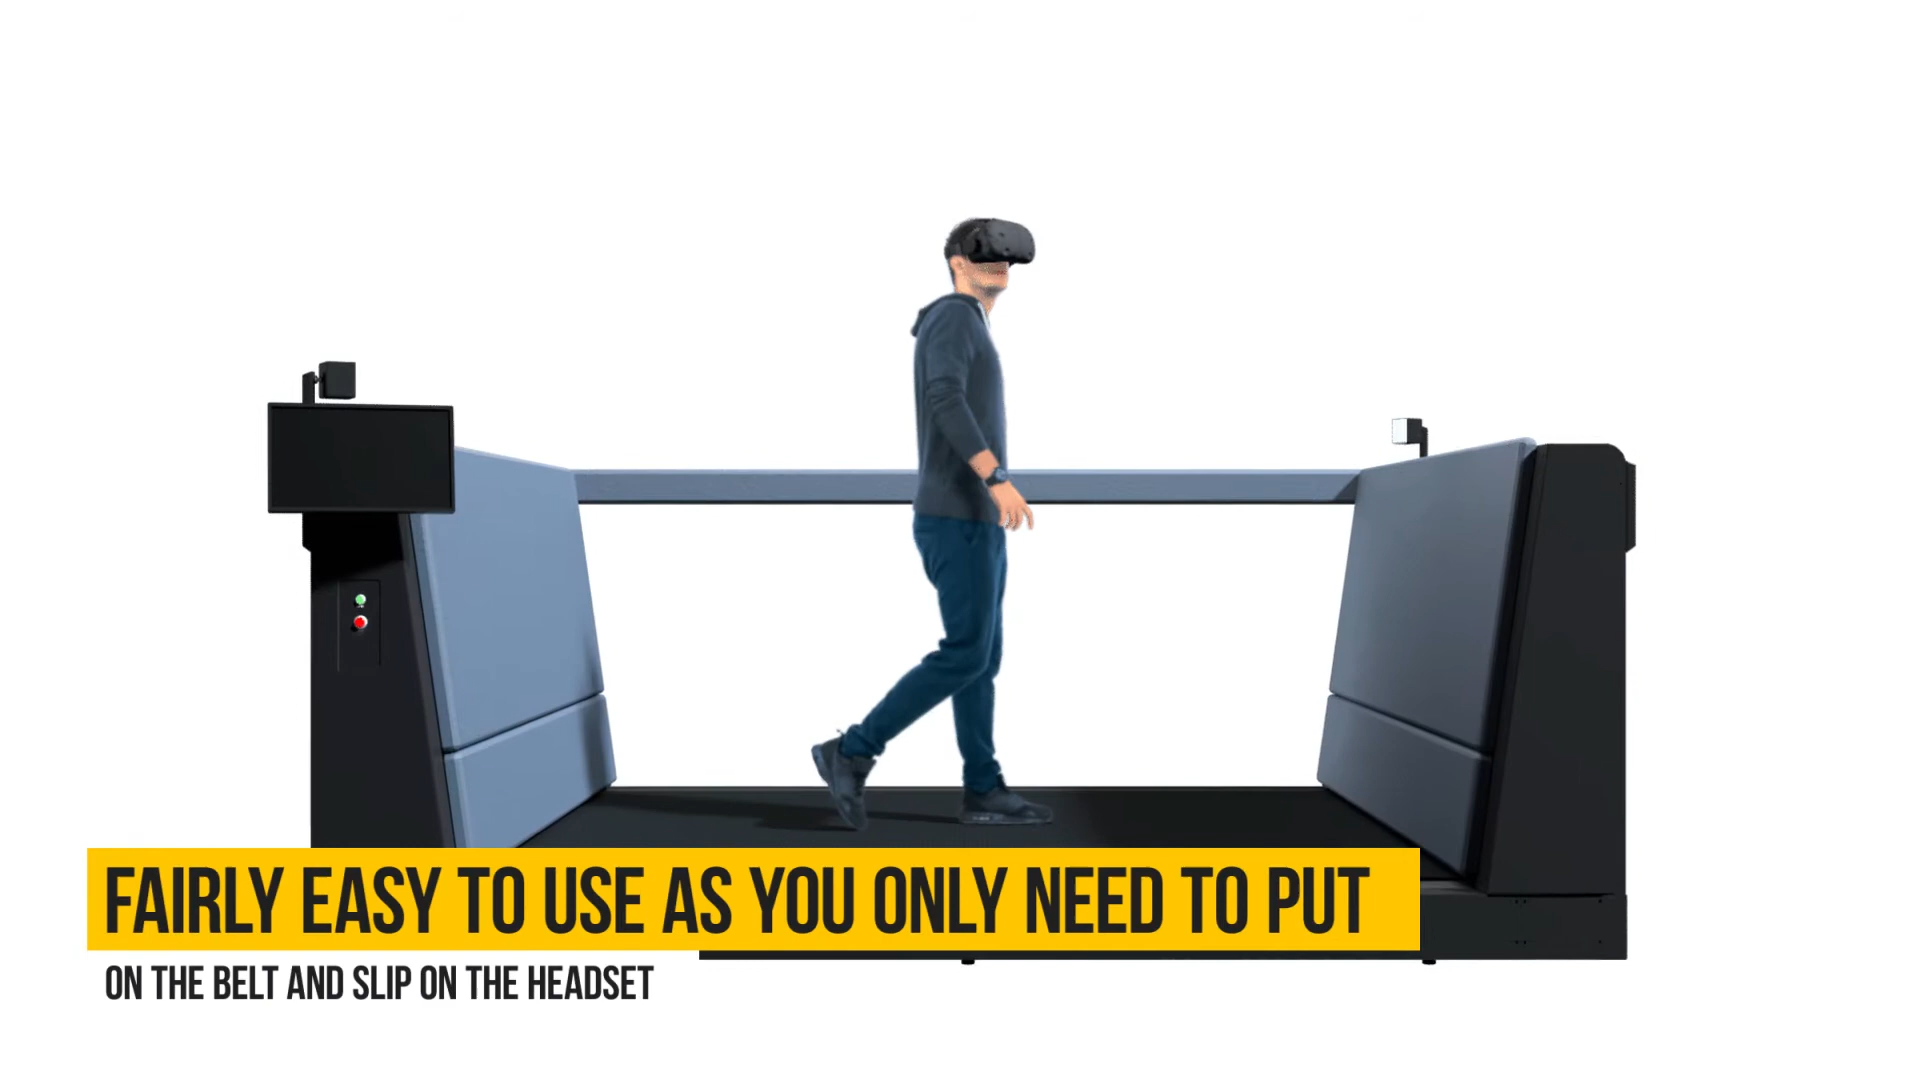 FAIRLY EASY TO USE AS YOU ONLY NEED TO PUT
ON THE BELT AND SLIP ON THE HEADSET